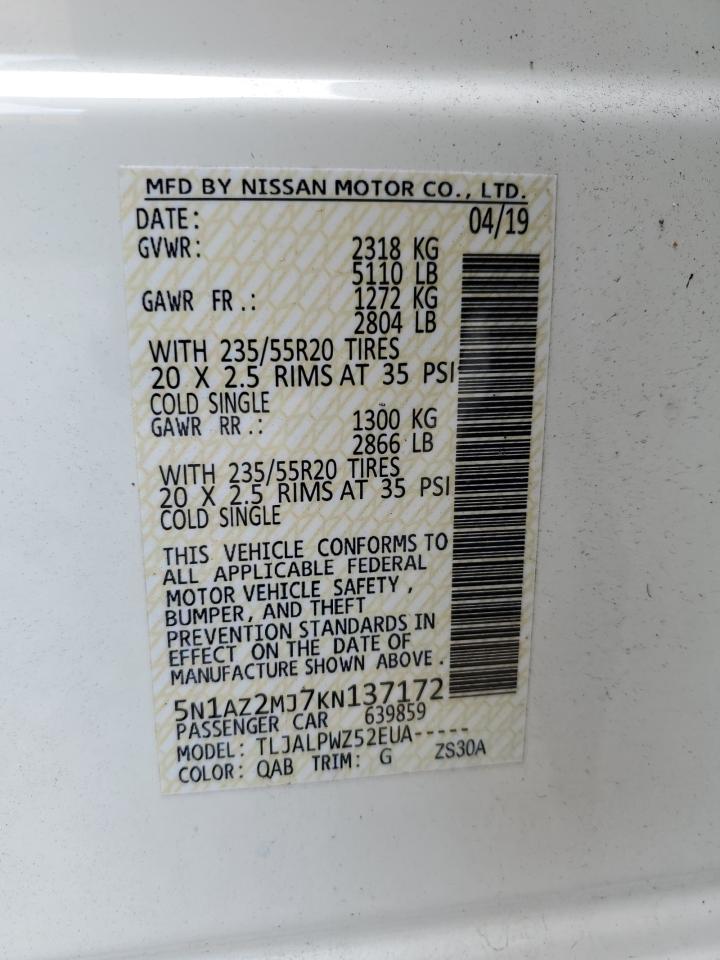 MFD BY NISSAN MOTOR CO., LTD.
DATE: 04/19
GVWR: 2318 KG
5110 LB
GAWR FR.: 1272 KG
2804 LB
WITH 235/55R20 TIRES
20 X 2.5 RIMS AT 35 PSI
COLD SINGLE
GAWR RR.: 1300 KG
2866 LB
WITH 235/55R20 TIRES
20 X 2.5 RIMS AT 35 PSI
COLD SINGLE
THIS VEHICLE CONFORMS TO
ALL APPLICABLE FEDERAL
MOTOR VEHICLE SAFETY,
BUMPER, AND THEFT
PREVENTION STANDARDS IN
EFFECT ON THE DATE OF
MANUFACTURE SHOWN ABOVE.
5N1AZ2MJ7KN137172
PASSENGER CAR 639859
MODEL: TLJALPWZ52EUA-----
COLOR: QAB TRIM: G ZS30A